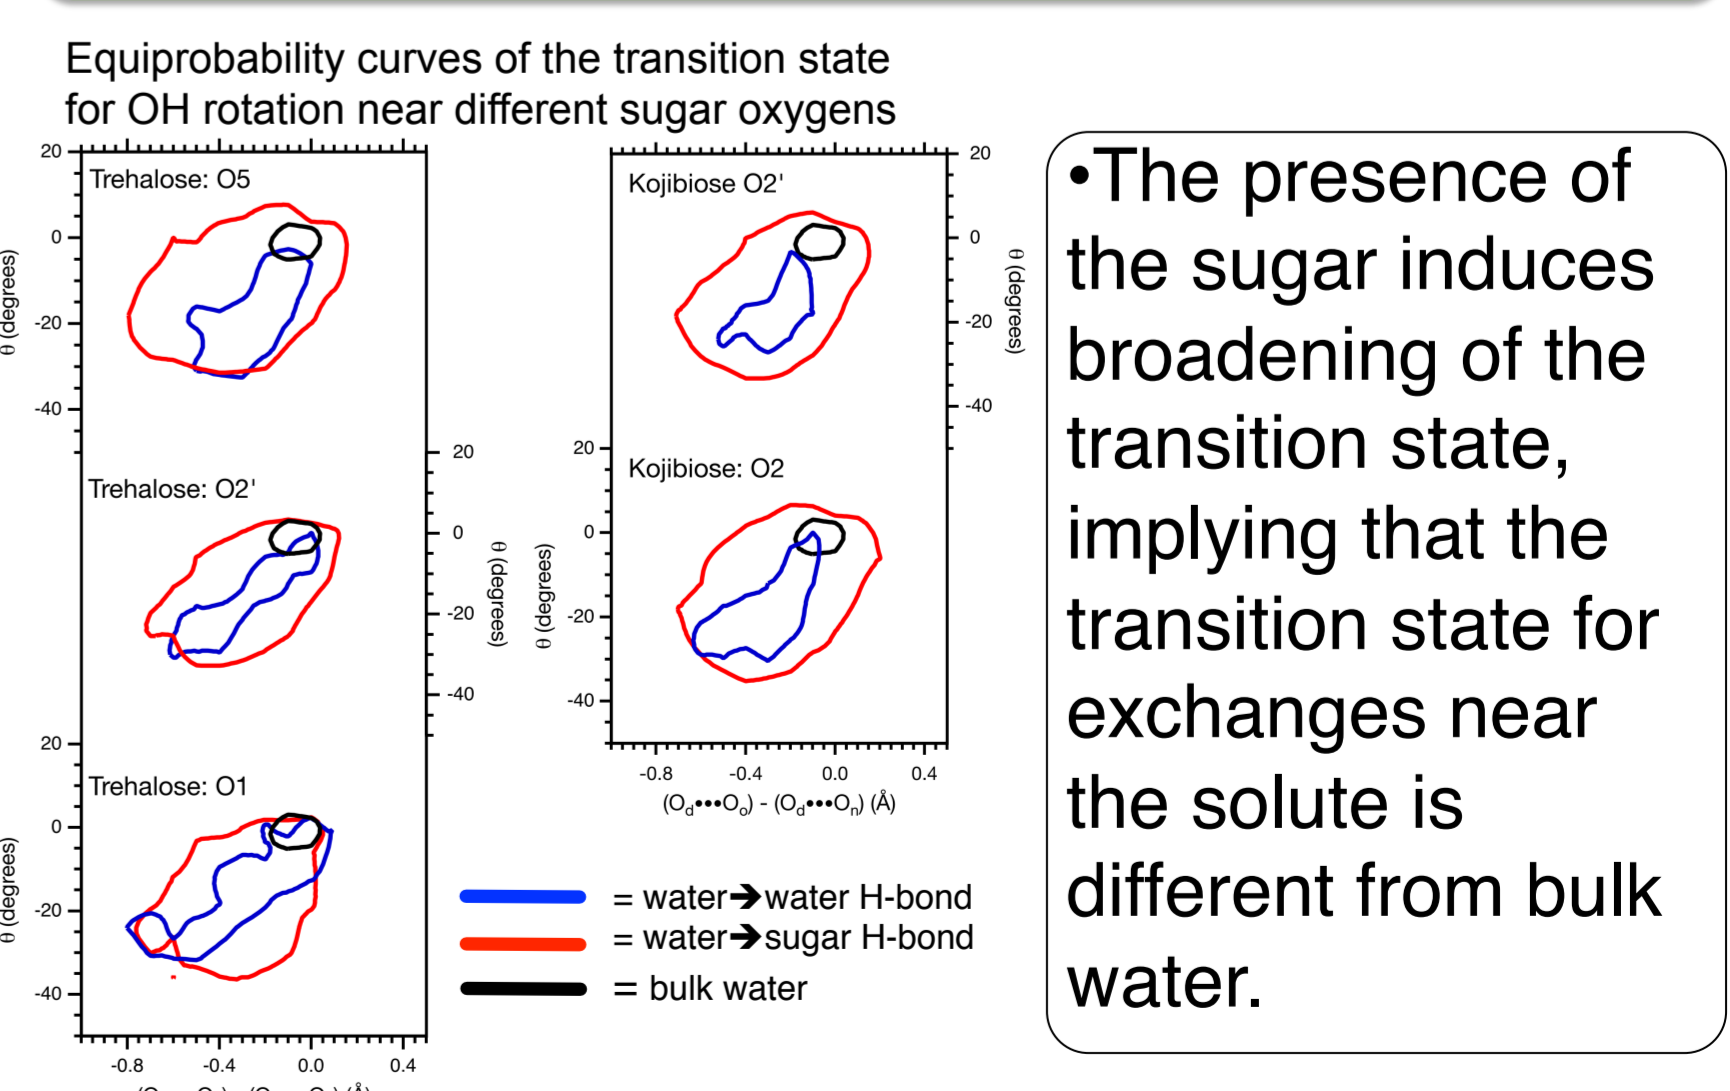 Equiprobability curves of the transition state
for OH rotation near different sugar oxygens
20
0
-20
-40
θ (degrees)
Trehalose: O5
20
0
-20
-40
θ (degrees)
Trehalose: O2'
20
0
-20
-40
θ (degrees)
Trehalose: O1
-0.8 -0.4 0.0 0.4
Kojibiose O2'
20
0
-20
-40
θ (degrees)
Kojibiose: O2
20
0
-20
-40
θ (degrees)
-0.8 -0.4 0.0 0.4
(Od•••Oo) - (Od•••On) (Å)
= water➔water H-bond
= water➔sugar H-bond
= bulk water
•The presence of
the sugar induces
broadening of the
transition state,
implying that the
transition state for
exchanges near
the solute is
different from bulk
water.